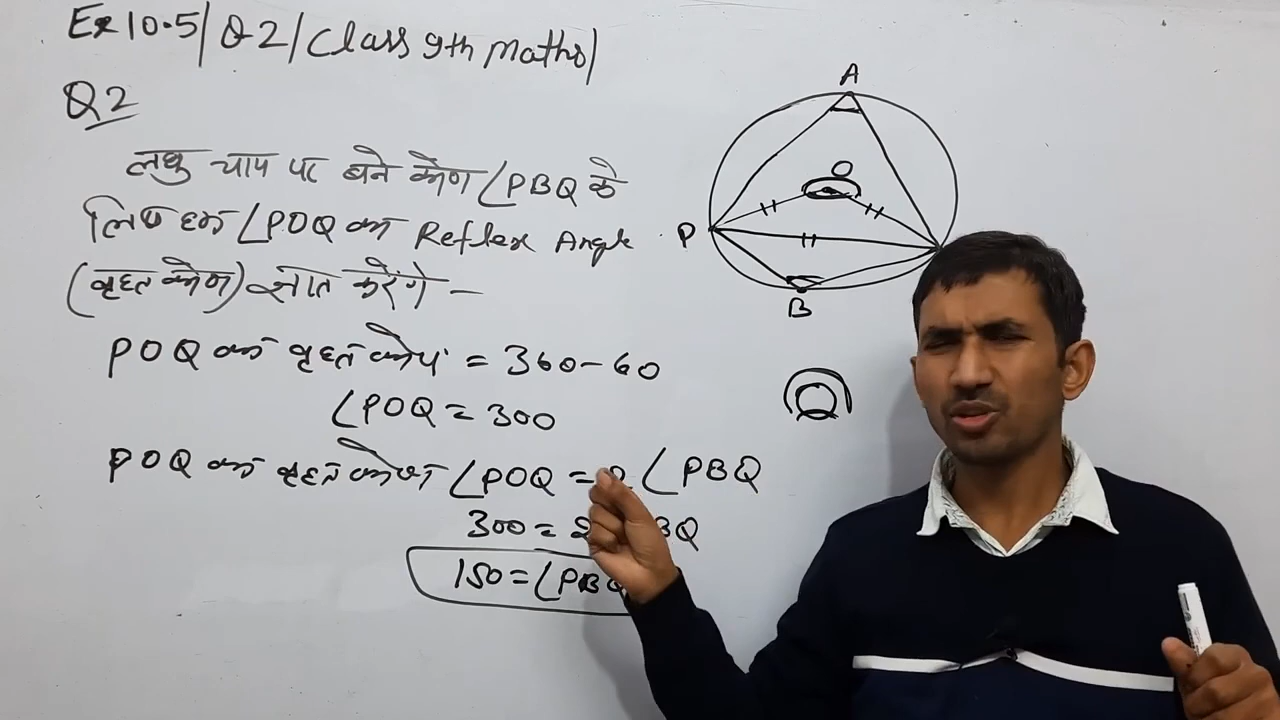 Ex 10.5/ Q2/ Class 9th Maths/
Q2
लघु चाप पर बने कोण ∠PBQ के
लिए हम ∠POQ का Reflex Angle
(वृहत कोण) ज्ञात करेंगे –
POQ का वृहत कोण = 360-60
∠POQ = 300
POQ का वृहत कोण ∠POQ = 2 ∠PBQ
300 = 2 BQ
150 = ∠PBQ
A
O
P
B